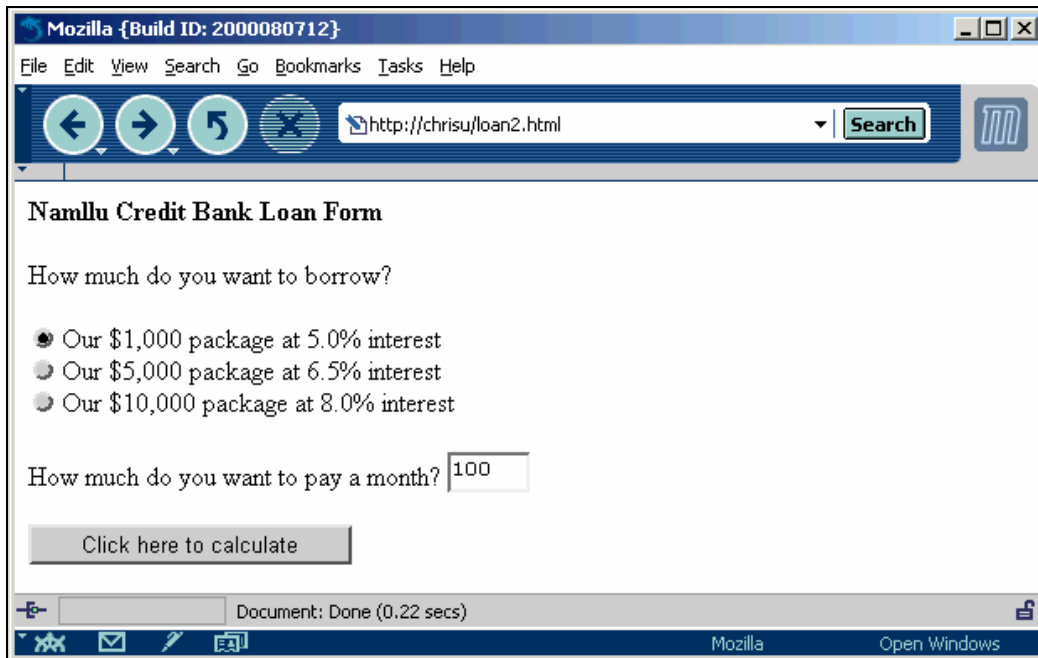 Mozilla {Build ID: 2000080712}
File Edit View Search Go Bookmarks Tasks Help
http://chrisu/loan2.html Search
Namllu Credit Bank Loan Form
How much do you want to borrow?
Our $1,000 package at 5.0% interest
Our $5,000 package at 6.5% interest
Our $10,000 package at 8.0% interest
How much do you want to pay a month? 100
Click here to calculate
Document: Done (0.22 secs)
Mozilla Open Windows